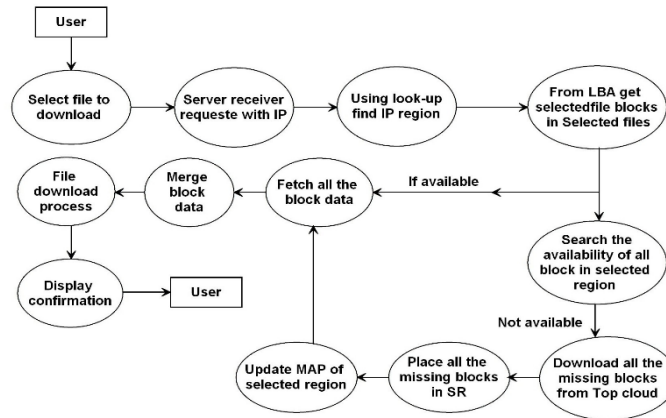 User
Select file to
download
Server receiver
requeste with IP
Using look-up
find IP region
From LBA get
selectedfile blocks
in Selected files
File
download
process
Merge
block
data
Fetch all the
block data
If available
Search the
availability of all
block in selected
region
Display
confirmation
User
Not available
Update MAP of
selected region
Place all the
missing blocks
in SR
Download all the
missing blocks
from Top cloud